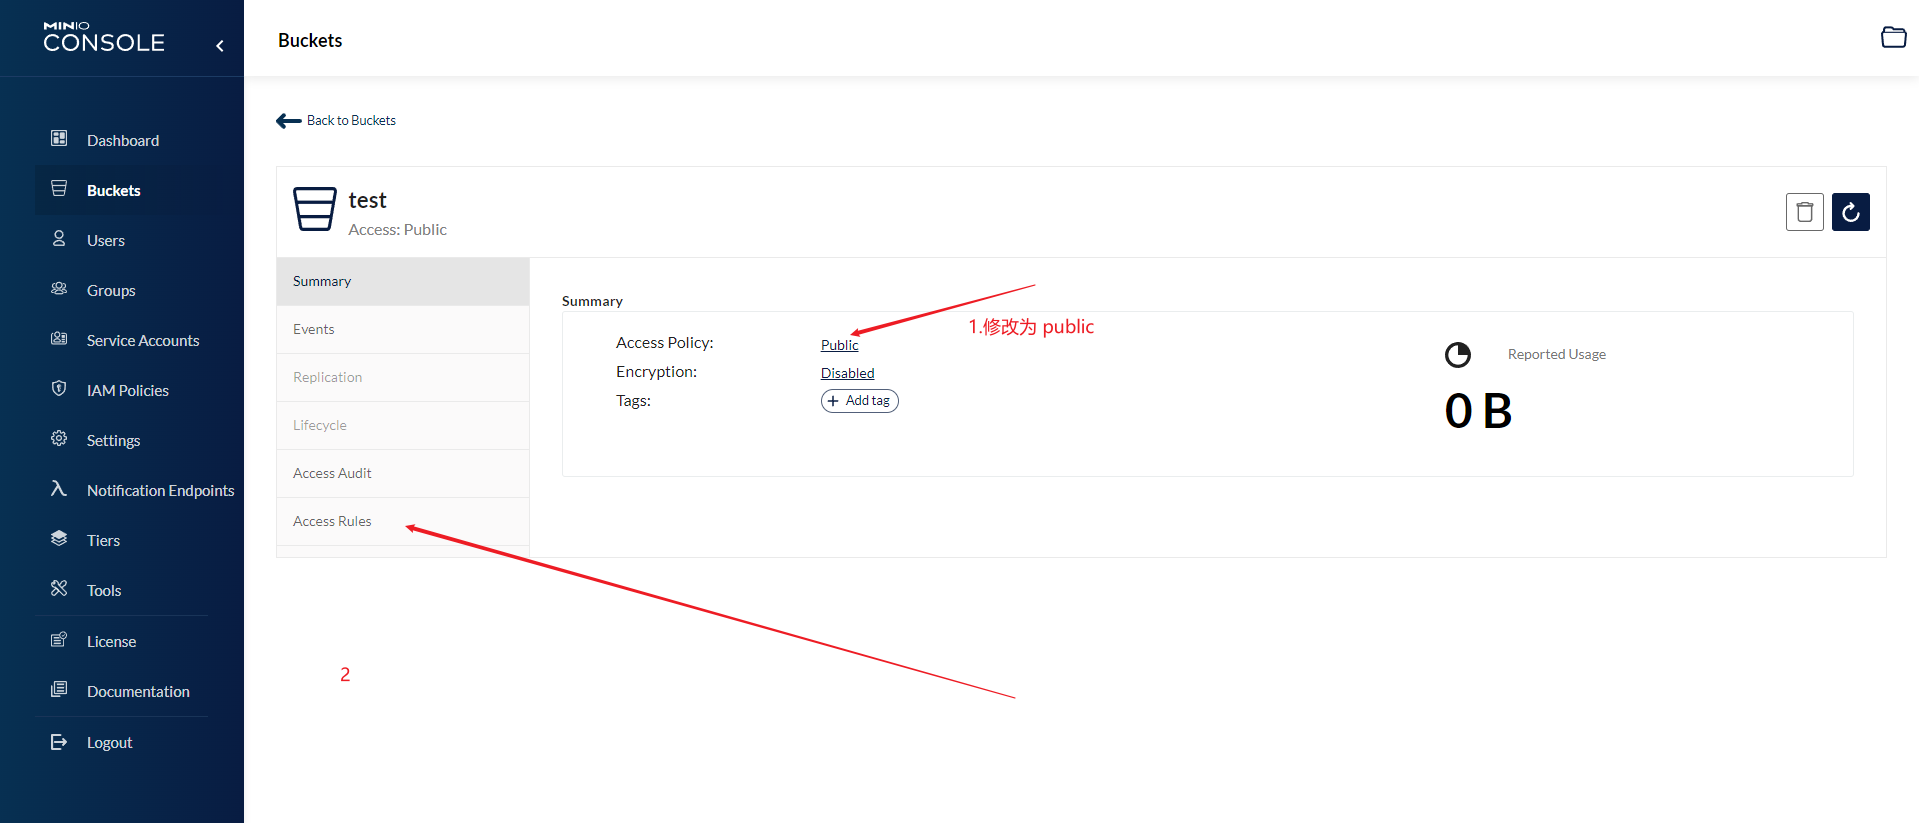 MINIO
CONSOLE
Buckets
Dashboard
Buckets
Users
Groups
Service Accounts
IAM Policies
Settings
Notification Endpoints
Tiers
Tools
License
Documentation
Logout
Back to Buckets
test
Access: Public
Summary
Events
Replication
Lifecycle
Access Audit
Access Rules
Summary
Access Policy: Public
Encryption: Disabled
Tags: Add tag
1.修改为 public
Reported Usage
0 B
2